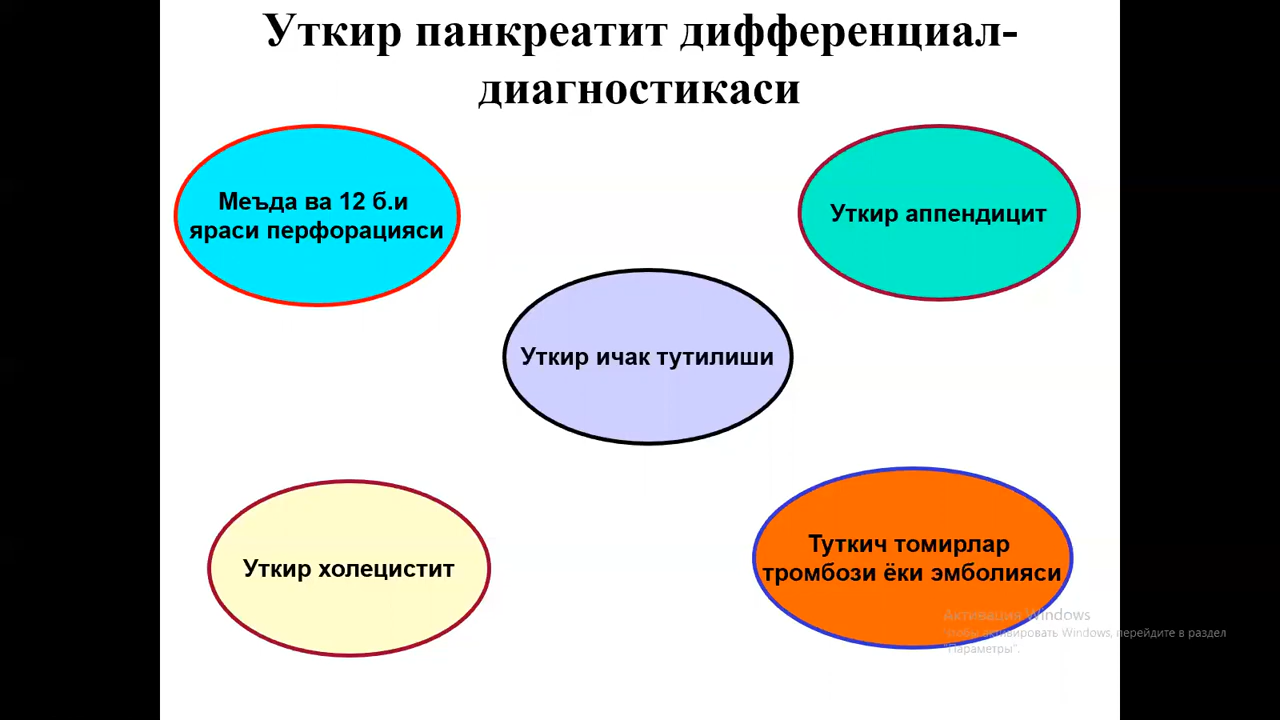 Уткир панкреатит дифференциал-
диагностикаси
Меъда ва 12 б.и
яраси перфорацияси
Уткир аппендицит
Уткир ичак тутилиши
Уткир холецистит
Туткич томирлар
тромбози ёки эмболияси
Активация Windows
Чтобы активировать Windows, перейдите в раздел
"Параметры".